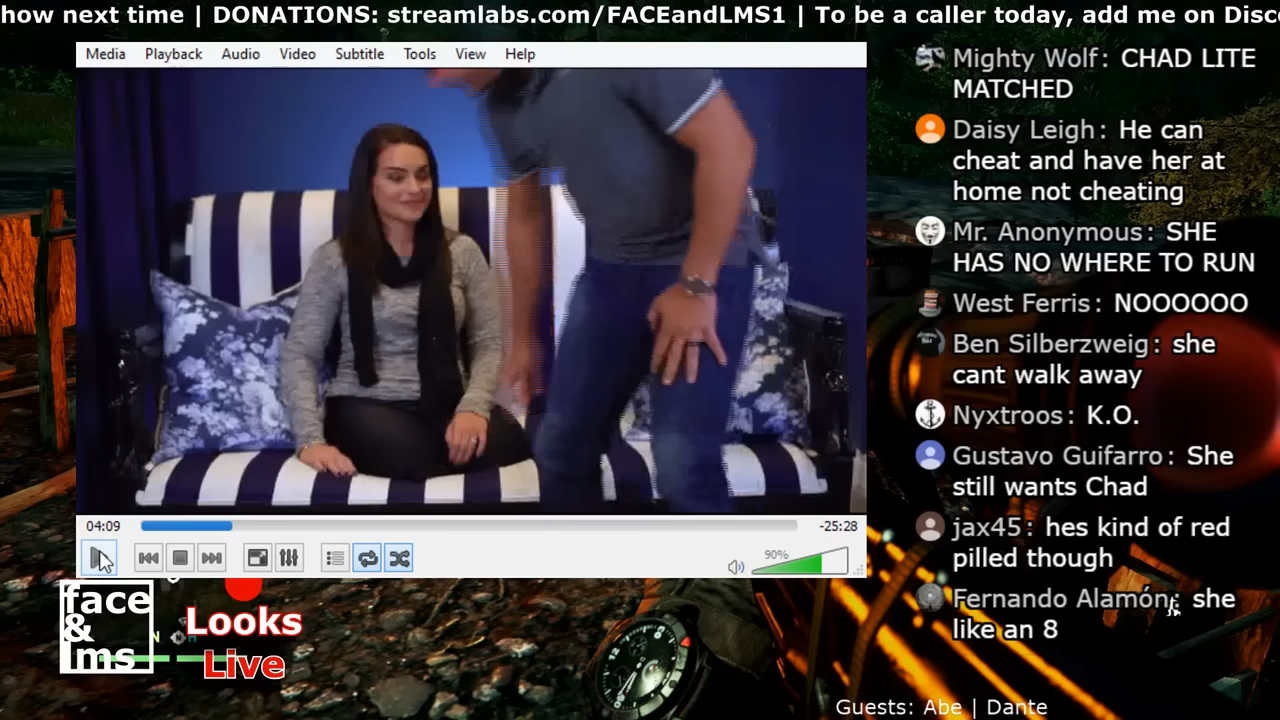 how next time | DONATIONS: streamlabs.com/FACEandLMS1 | To be a caller today, add me on Disc
Media Playback Audio Video Subtitle Tools View Help
04:09 -25:28
90%
face
&
lms
Looks
Live
N
Mighty Wolf: CHAD LITE
MATCHED
Daisy Leigh: He can
cheat and have her at
home not cheating
Mr. Anonymous: SHE
HAS NO WHERE TO RUN
West Ferris: NOOOOOO
Ben Silberzweig: she
cant walk away
Nyxtroos: K.O.
Gustavo Guifarro: She
still wants Chad
jax45: hes kind of red
pilled though
Fernando Alamón: she
like an 8
Guests: Abe | Dante